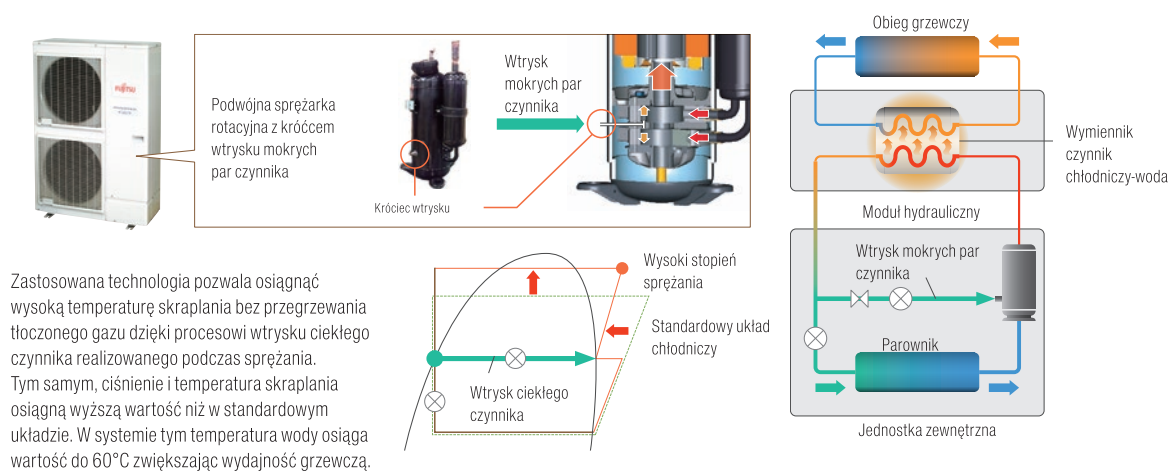 FUJITSU
Podwójna sprężarka
rotacyjna z króćcem
wtrysku mokrych
par czynnika
Króciec wtrysku
Wtrysk
mokrych par
czynnika
Obieg grzewczy
Wymiennik
czynnik
chłodniczy-woda
Moduł hydrauliczny
Wtrysk mokrych par
czynnika
Parownik
Jednostka zewnętrzna
Zastosowana technologia pozwala osiągnąć
wysoką temperaturę skraplania bez przegrzewania
tłoczonego gazu dzięki procesowi wtrysku ciekłego
czynnika realizowanego podczas sprężania.
Tym samym, ciśnienie i temperatura skraplania
osiągną wyższą wartość niż w standardowym
układzie. W systemie tym temperatura wody osiąga
wartość do 60°C zwiększając wydajność grzewczą.
Wysoki stopień
sprężania
Standardowy układ
chłodniczy
Wtrysk ciekłego
czynnika